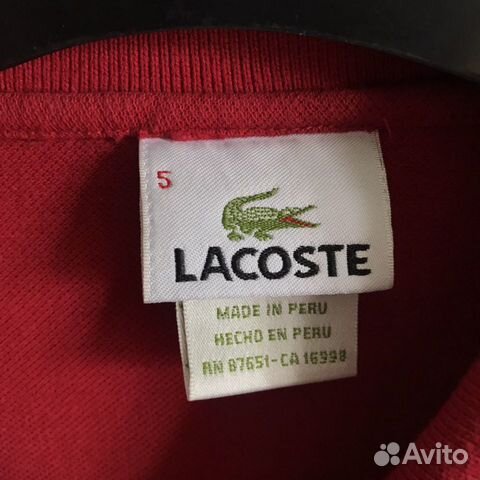 5
LACOSTE
MADE IN PERU
HECHO EN PERU
RN 87651-CA 16998
Avito